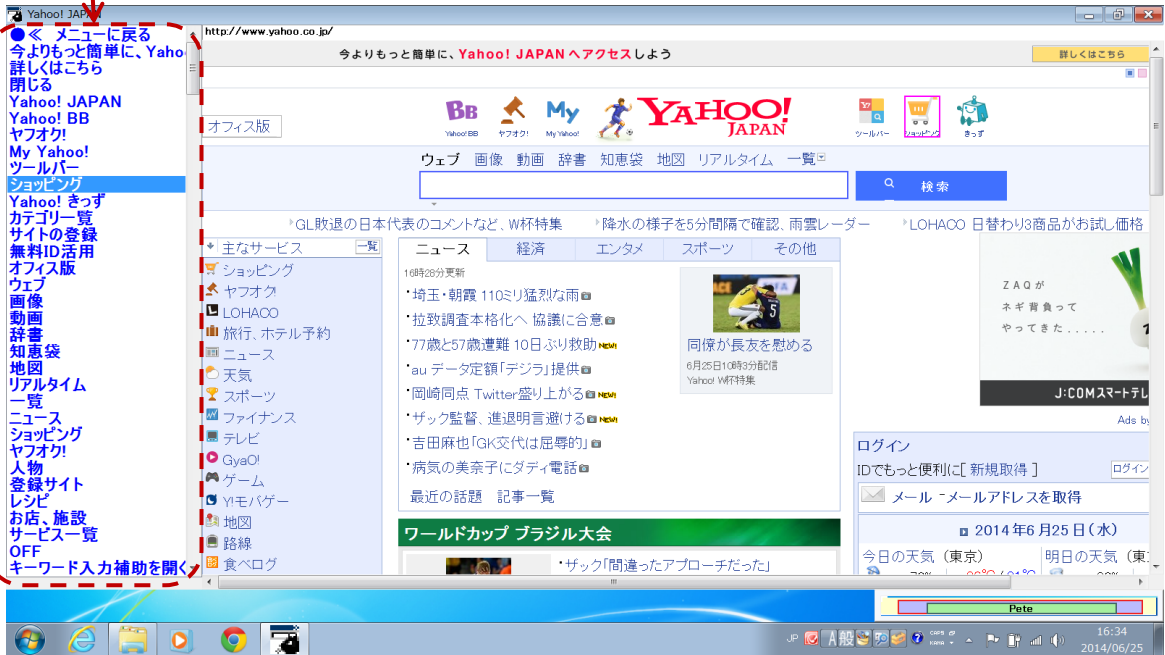 Yahoo! JAPAN
●≪ メニューに戻る
今よりもっと簡単に、Yaho
詳しくはこちら
閉じる
Yahoo! JAPAN
Yahoo! BB
ヤフオク!
My Yahoo!
ツールバー
ショッピング
Yahoo! きっず
カテゴリ一覧
サイトの登録
無料ID活用
オフィス版
ウェブ
画像
動画
辞書
知恵袋
地図
リアルタイム
一覧
ニュース
ショッピング
ヤフオク!
人物
登録サイト
レシピ
お店、施設
サービス一覧
OFF
キーワード入力補助を開く
http://www.yahoo.co.jp/
今よりもっと簡単に、Yahoo! JAPAN へアクセスしよう
詳しくはこちら
オフィス版
BB
Yahoo! BB
ヤフオク!
My
My Yahoo!
YAHOO!
JAPAN
ツールバー
ショッピング
きっず
ウェブ 画像 動画 辞書 知恵袋 地図 リアルタイム 一覧
検索
GL敗退の日本代表のコメントなど、W杯特集
降水の様子を5分間隔で確認、雨雲レーダー
LOHACO 日替わり3商品がお試し価格
主なサービス 一覧
ショッピング
ヤフオク!
LOHACO
旅行、ホテル予約
ニュース
天気
スポーツ
ファイナンス
テレビ
GyaO!
ゲーム
Y!モバゲー
地図
路線
食べログ
ニュース 経済 エンタメ スポーツ その他
16時28分更新
埼玉・朝霞 110ミリ猛烈な雨
拉致調査本格化へ 協議に合意
77歳と57歳遭難 10日ぶり救助 NEW!
au データ定額「デジラ」提供
岡崎同点 Twitter盛り上がる NEW!
ザック監督、進退明言避ける NEW!
吉田麻也「GK交代は屈辱的」
病気の美奈子にダディ電話
最近の話題 記事一覧
同僚が長友を慰める
6月25日10時3分配信
Yahoo! W杯特集
ワールドカップ ブラジル大会
ザック「間違ったアプローチだった」
ZAQが
ネギ背負って
やってきた.....
J:COMスマートテレ
Ads by
ログイン
IDでもっと便利に[ 新規取得 ]
ログイン
メール -メールアドレスを取得
2014年6月25日(水)
今日の天気 (東京)
明日の天気 (東
Pete
JP
A 般
CAPS
KANA
16:34
2014/06/25